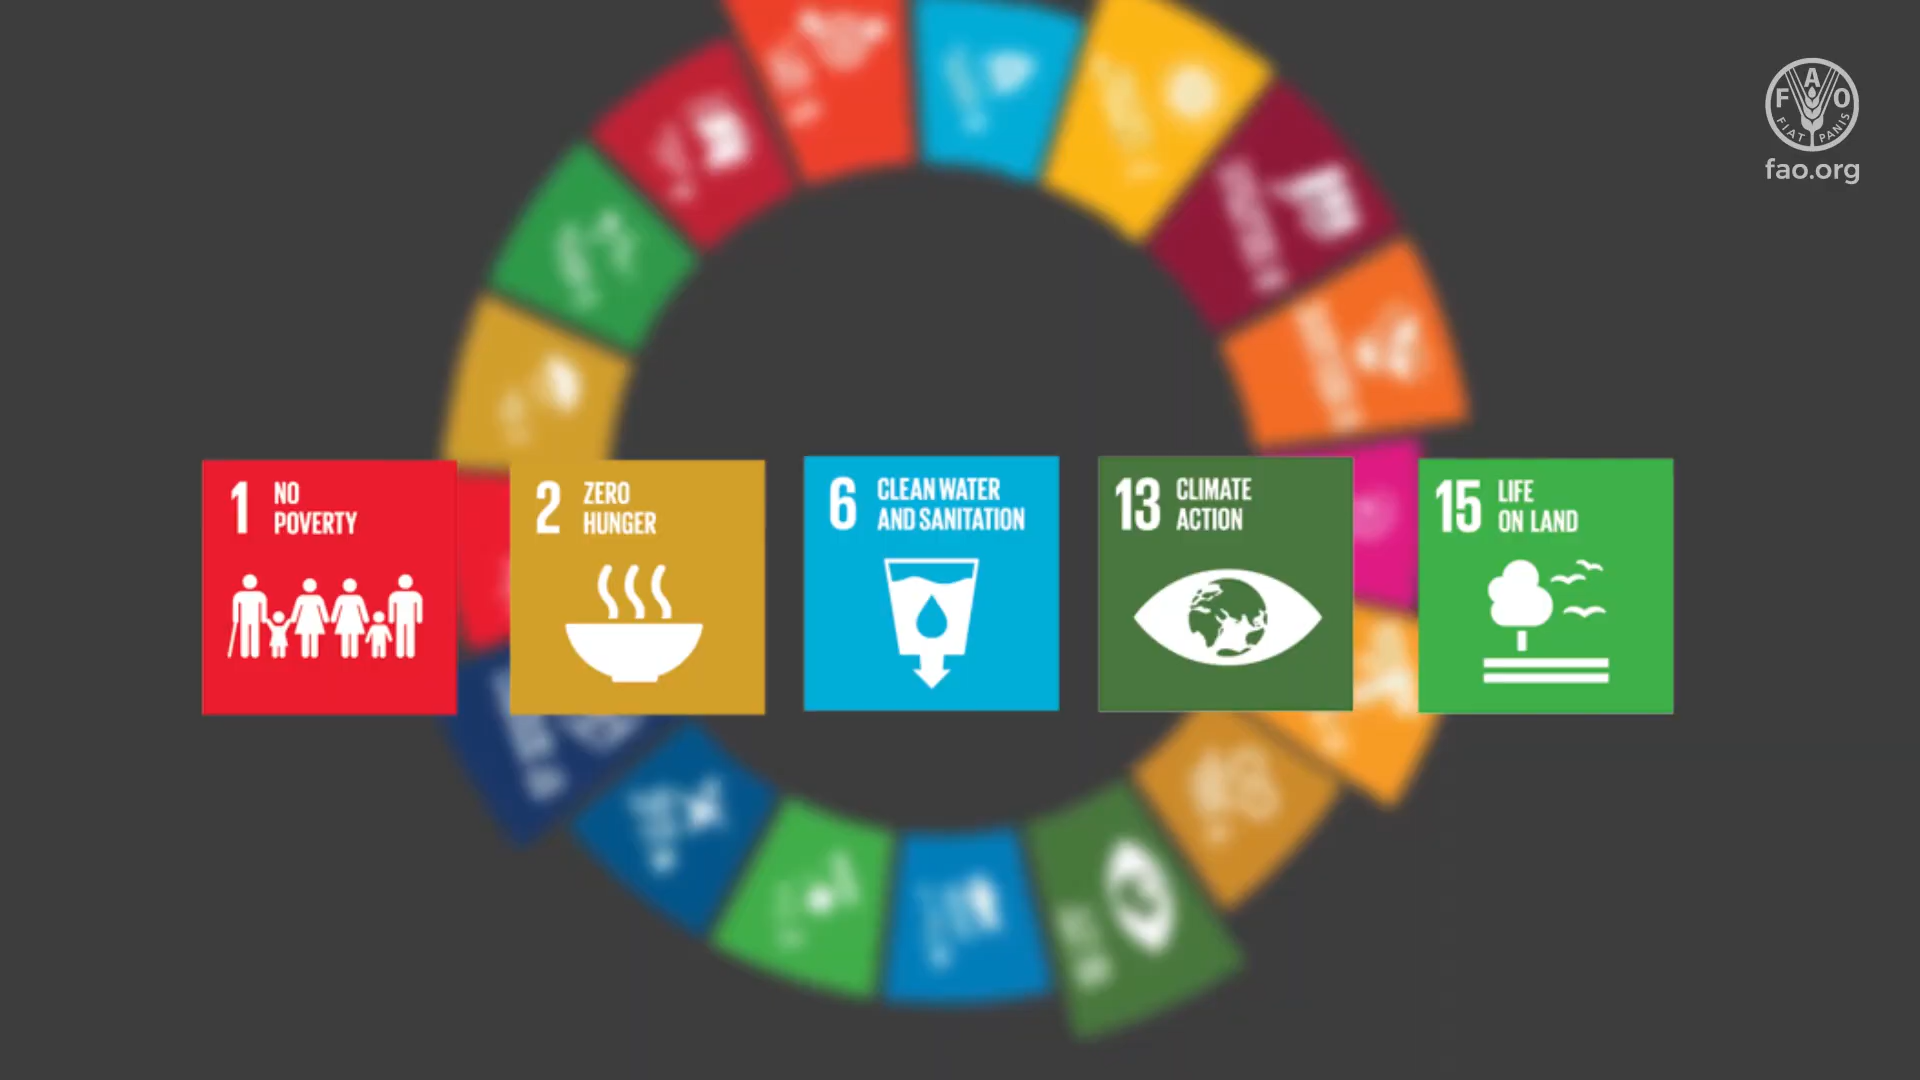 F A O
FIAT PANIS
fao.org
1 NO
POVERTY
2 ZERO
HUNGER
6 CLEAN WATER
AND SANITATION
13 CLIMATE
ACTION
15 LIFE
ON LAND